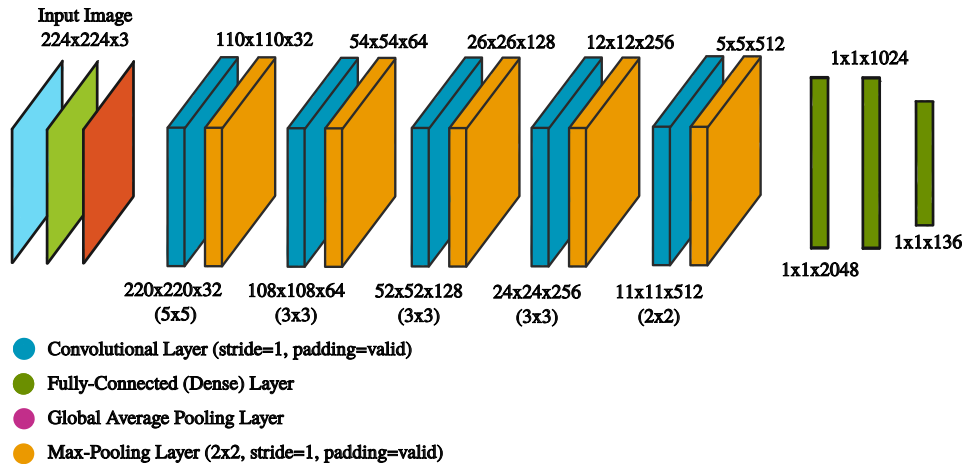 Input Image
224x224x3
110x110x32
54x54x64
26x26x128
12x12x256
5x5x512
1x1x1024
220x220x32
(5x5)
108x108x64
(3x3)
52x52x128
(3x3)
24x24x256
(3x3)
11x11x512
(2x2)
1x1x2048
1x1x136
Convolutional Layer (stride=1, padding=valid)
Fully-Connected (Dense) Layer
Global Average Pooling Layer
Max-Pooling Layer (2x2, stride=1, padding=valid)